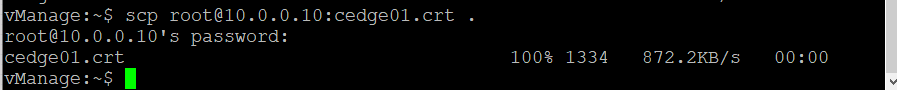 vManage:~$ scp root@10.0.0.10:cedge01.crt .
root@10.0.0.10's password:
cedge01.crt 100% 1334 872.2KB/s 00:00
vManage:~$